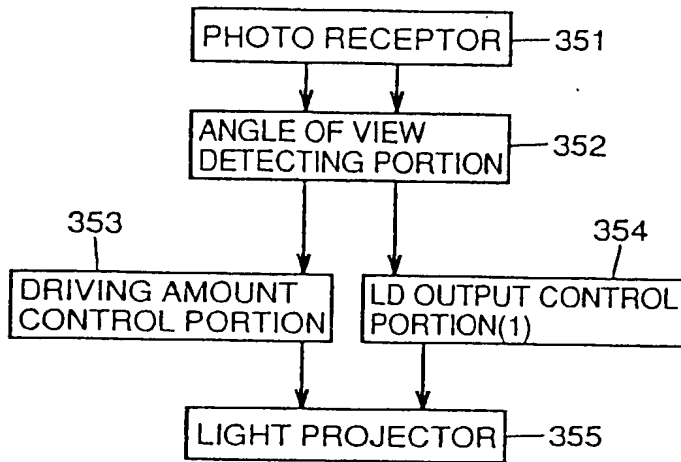 PHOTO RECEPTOR
351
ANGLE OF VIEW
DETECTING PORTION
352
353
354
DRIVING AMOUNT
CONTROL PORTION
LD OUTPUT CONTROL
PORTION(1)
LIGHT PROJECTOR
355